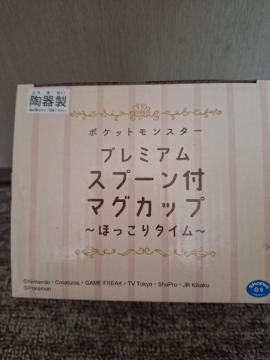 陶器製
ポケットモンスター
プレミアム
スプーン付
マグカップ
~ほっこりタイム~
©Nintendo・Creatures・GAME FREAK・TV Tokyo・ShoPro・JR Kikaku
©Pokémon
ShoPro